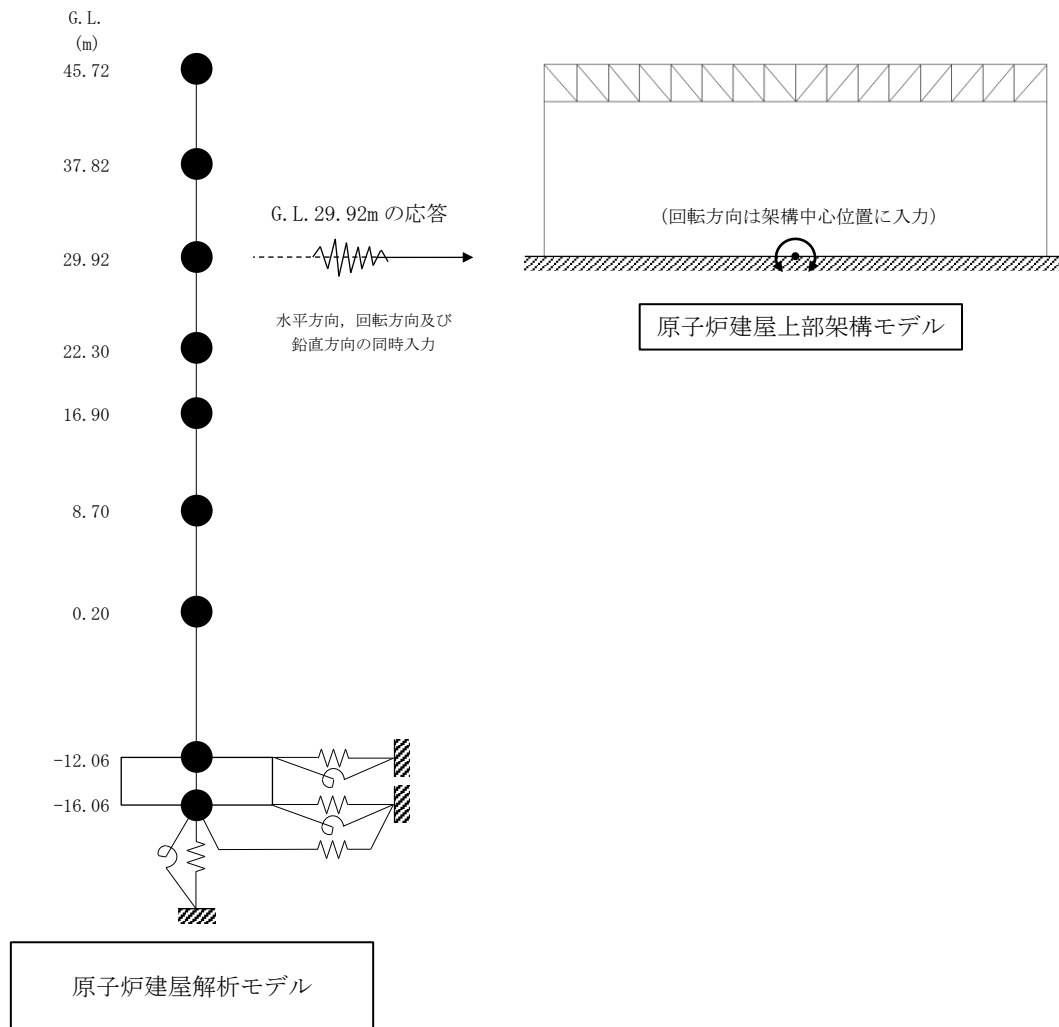 G.L.
(m)
45.72
37.82
29.92
22.30
16.90
8.70
0.20
-12.06
-16.06
G.L.29.92m の応答
水平方向，回転方向及び
鉛直方向の同時入力
(回転方向は架構中心位置に入力)
原子炉建屋上部架構モデル
原子炉建屋解析モデル